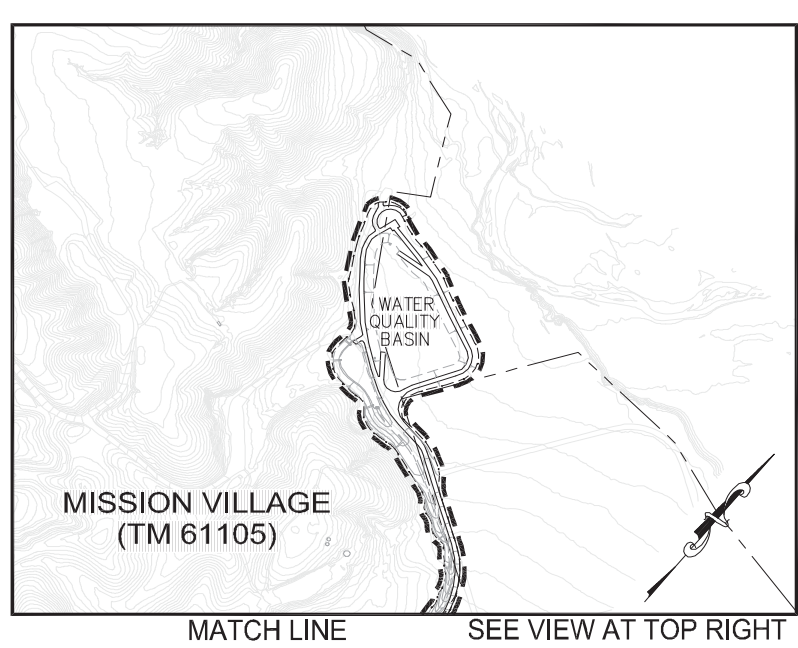 WATER
QUALITY
BASIN
MISSION VILLAGE
(TM 61105)
MATCH LINE
SEE VIEW AT TOP RIGHT